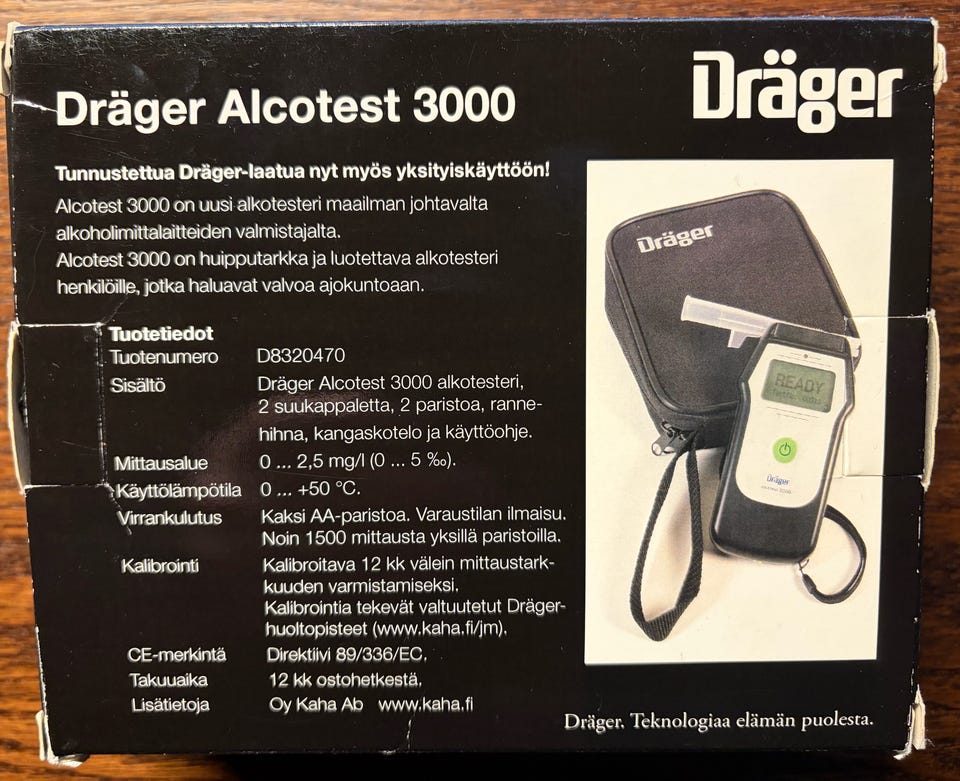 Dräger Alcotest 3000
Dräger
Tunnustettua Dräger-laatua nyt myös yksityiskäyttöön!
Alcotest 3000 on uusi alkotesteri maailman johtavalta
alkoholimittalaitteiden valmistajalta.
Alcotest 3000 on huipputarkka ja luotettava alkotesteri
henkilöille, jotka haluavat valvoa ajokuntoaan.
Tuotetiedot
Tuotenumero D8320470
Sisältö Dräger Alcotest 3000 alkotesteri,
2 suukappaletta, 2 paristoa, ranne-
hihna, kangaskotelo ja käyttöohje.
Mittausalue 0 ... 2,5 mg/l (0 ... 5 ‰).
Käyttölämpötila 0 ... +50 °C.
Virrankulutus Kaksi AA-paristoa. Varaustilan ilmaisu.
Noin 1500 mittausta yksillä paristoilla.
Kalibrointi Kalibroitava 12 kk välein mittaustark-
kuuden varmistamiseksi.
Kalibrointia tekevät valtuutetut Dräger-
huoltopisteet (www.kaha.fi/jm).
CE-merkintä Direktiivi 89/336/EC.
Takuuaika 12 kk ostohetkestä.
Lisätietoja Oy Kaha Ab www.kaha.fi
Dräger
READY
Dräger
Dräger. Teknologiaa elämän puolesta.